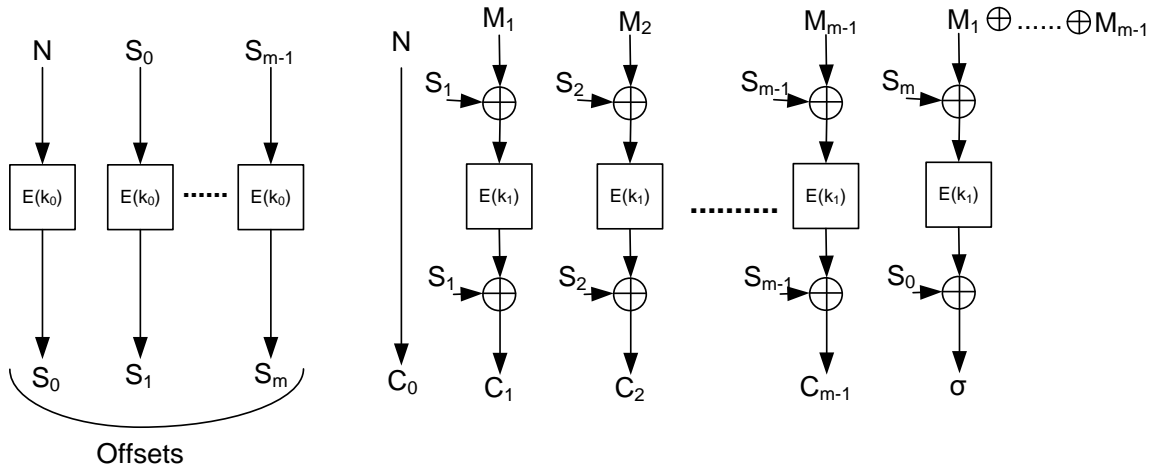 N S₀ Sₘ₋₁
E(k₀) E(k₀) ...... E(k₀)
S₀ S₁ Sₘ
Offsets
N M₁ M₂ Mₘ₋₁ M₁ ⊕ ...... ⊕ Mₘ₋₁
S₁ S₂ Sₘ₋₁ Sₘ
E(k₁) E(k₁) .......... E(k₁) E(k₁)
S₁ S₂ Sₘ₋₁ S₀
C₀ C₁ C₂ Cₘ₋₁ σ